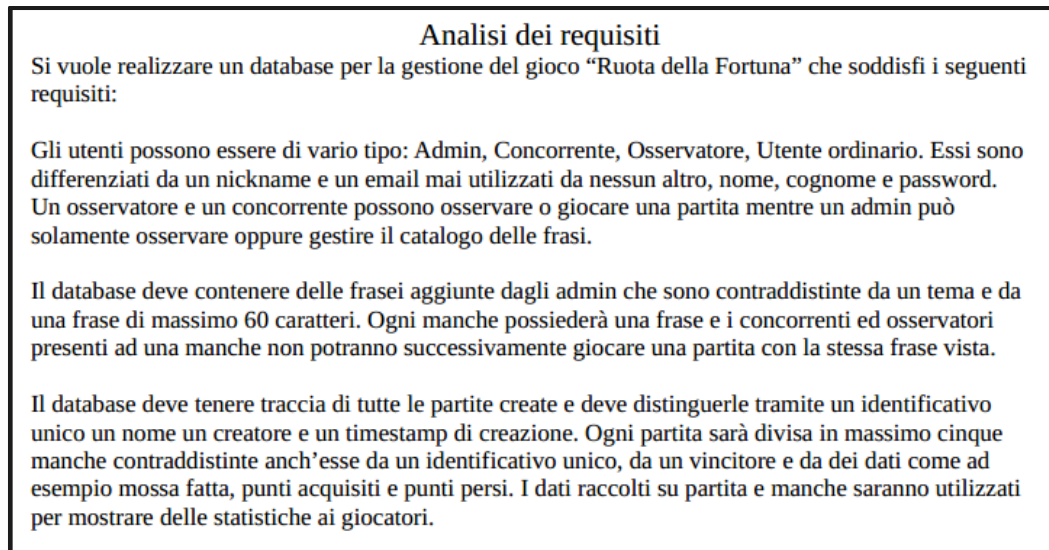 Analisi dei requisiti
Si vuole realizzare un database per la gestione del gioco “Ruota della Fortuna” che soddisfi i seguenti
requisiti:
Gli utenti possono essere di vario tipo: Admin, Concorrente, Osservatore, Utente ordinario. Essi sono
differenziati da un nickname e un email mai utilizzati da nessun altro, nome, cognome e password.
Un osservatore e un concorrente possono osservare o giocare una partita mentre un admin può
solamente osservare oppure gestire il catalogo delle frasi.
Il database deve contenere delle frasei aggiunte dagli admin che sono contraddistinte da un tema e da
una frase di massimo 60 caratteri. Ogni manche possiederà una frase e i concorrenti ed osservatori
presenti ad una manche non potranno successivamente giocare una partita con la stessa frase vista.
Il database deve tenere traccia di tutte le partite create e deve distinguerle tramite un identificativo
unico un nome un creatore e un timestamp di creazione. Ogni partita sarà divisa in massimo cinque
manche contraddistinte anch’esse da un identificativo unico, da un vincitore e da dei dati come ad
esempio mossa fatta, punti acquisiti e punti persi. I dati raccolti su partita e manche saranno utilizzati
per mostrare delle statistiche ai giocatori.